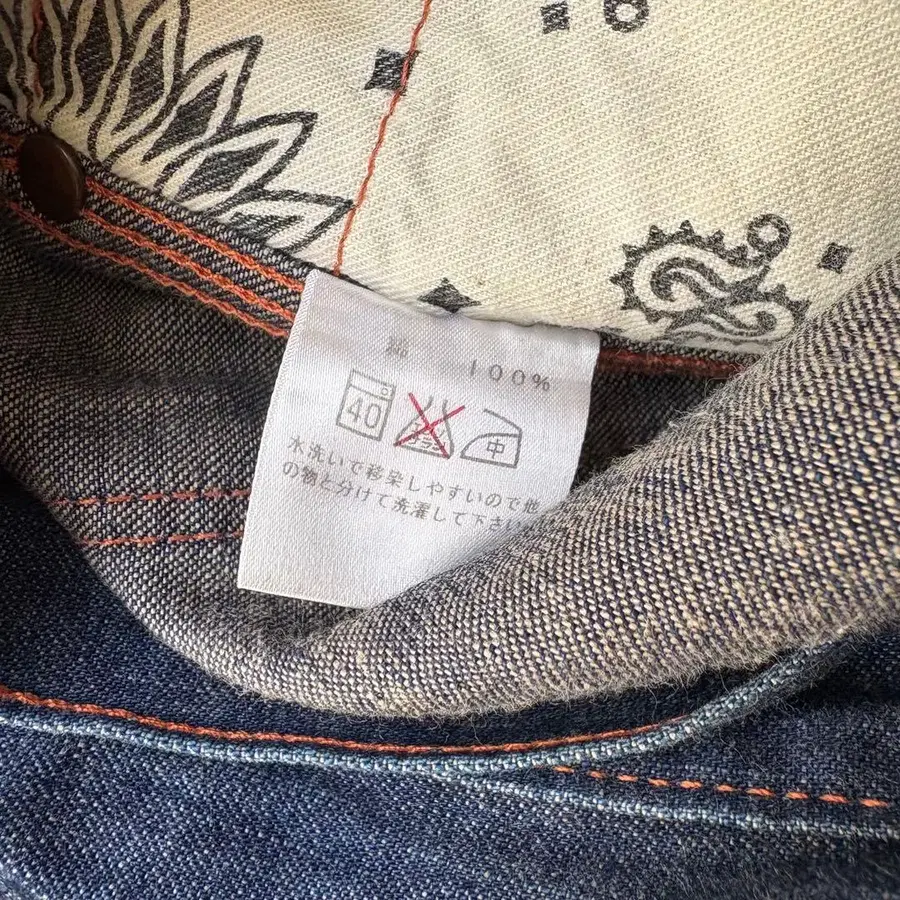 綿 100%
40 中
水洗いで移染しやすいので他
の物と分けて洗濯して下さい